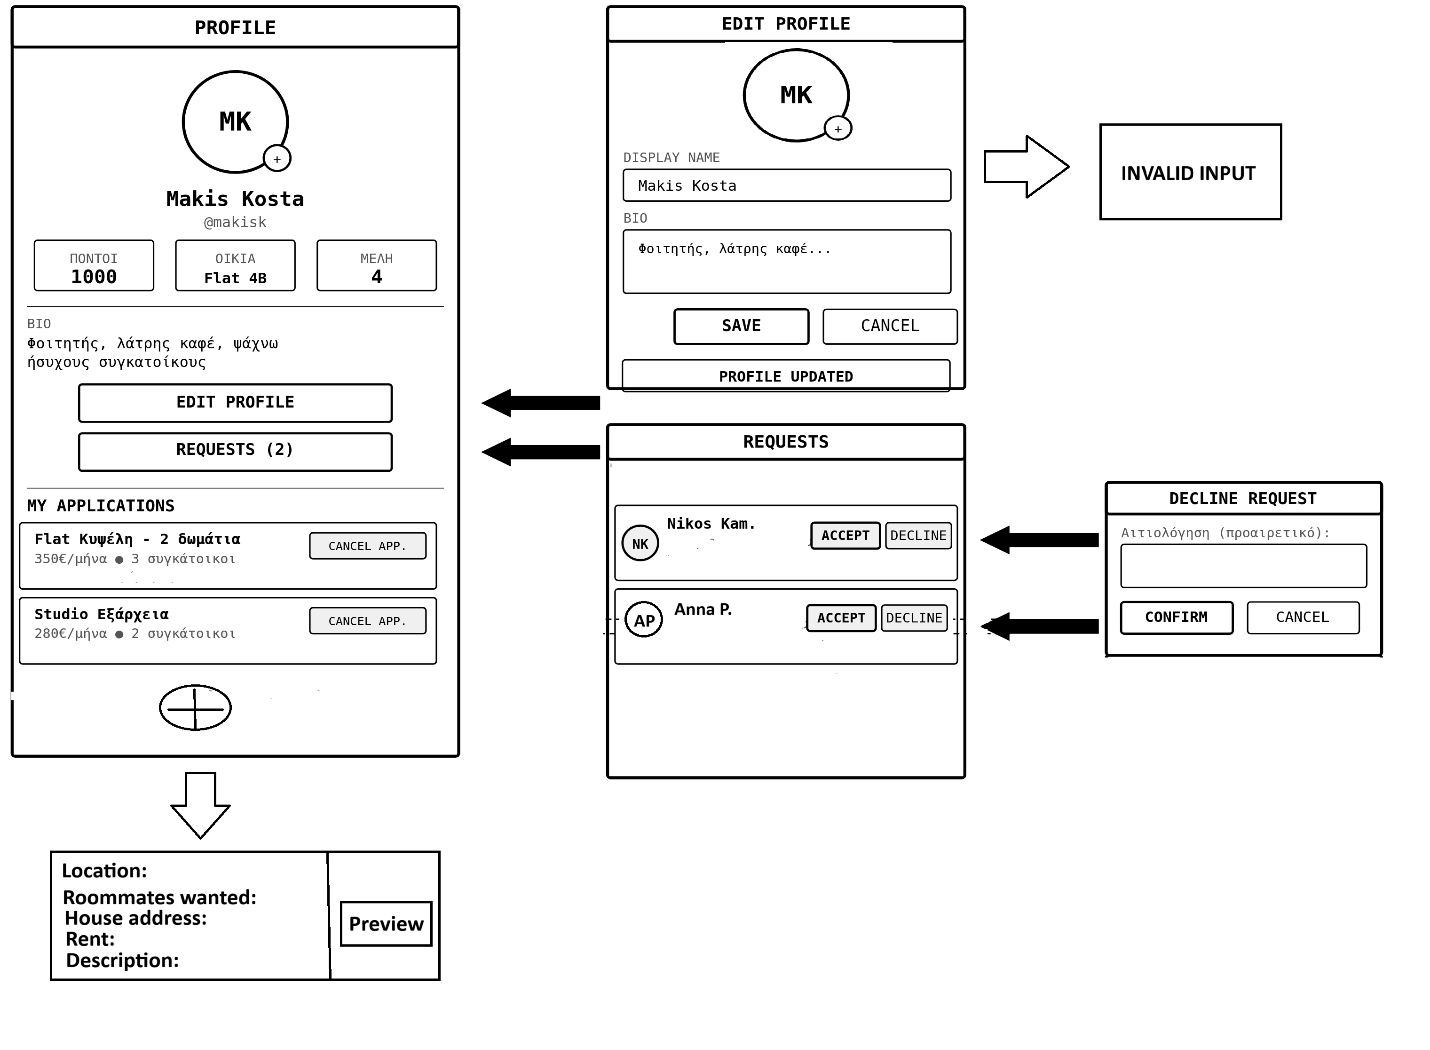 PROFILE
MK
+
Makis Kosta
@makisk
ΠΟΝΤΟΙ
1000
ΟΙΚΙΑ
Flat 4B
ΜΕΛΗ
4
BIO
Φοιτητής, λάτρης καφέ, ψάχνω
ήσυχους συγκατοίκους
EDIT PROFILE
REQUESTS (2)
MY APPLICATIONS
Flat Κυψέλη - 2 δωμάτια
350€/μήνα ● 3 συγκάτοικοι
CANCEL APP.
Studio Εξάρχεια
280€/μήνα ● 2 συγκάτοικοι
CANCEL APP.
Location:
Roommates wanted:
House address:
Rent:
Description:
Preview
EDIT PROFILE
MK
+
DISPLAY NAME
Makis Kosta
BIO
Φοιτητής, λάτρης καφέ...
SAVE
CANCEL
PROFILE UPDATED
INVALID INPUT
REQUESTS
NK
Nikos Kam.
ACCEPT
DECLINE
AP
Anna P.
ACCEPT
DECLINE
DECLINE REQUEST
Αιτιολόγηση (προαιρετικό):
CONFIRM
CANCEL